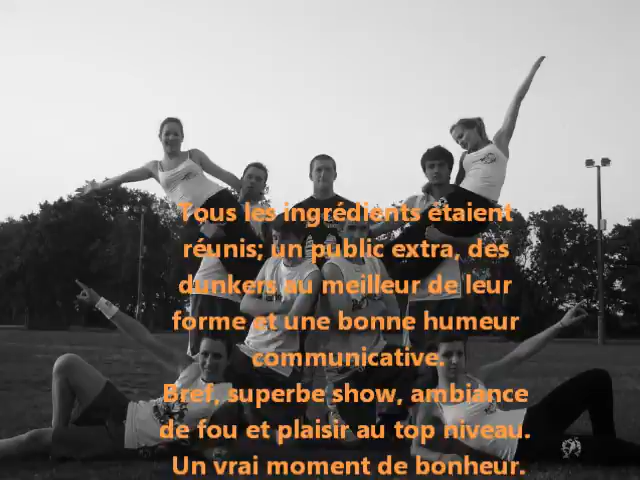 Tous les ingrédients étaient
réunis; un public extra, des
dunkers au meilleur de leur
forme et une bonne humeur
communicative.
Bref, superbe show, ambiance
de fou et plaisir au top niveau.
Un vrai moment de bonheur.